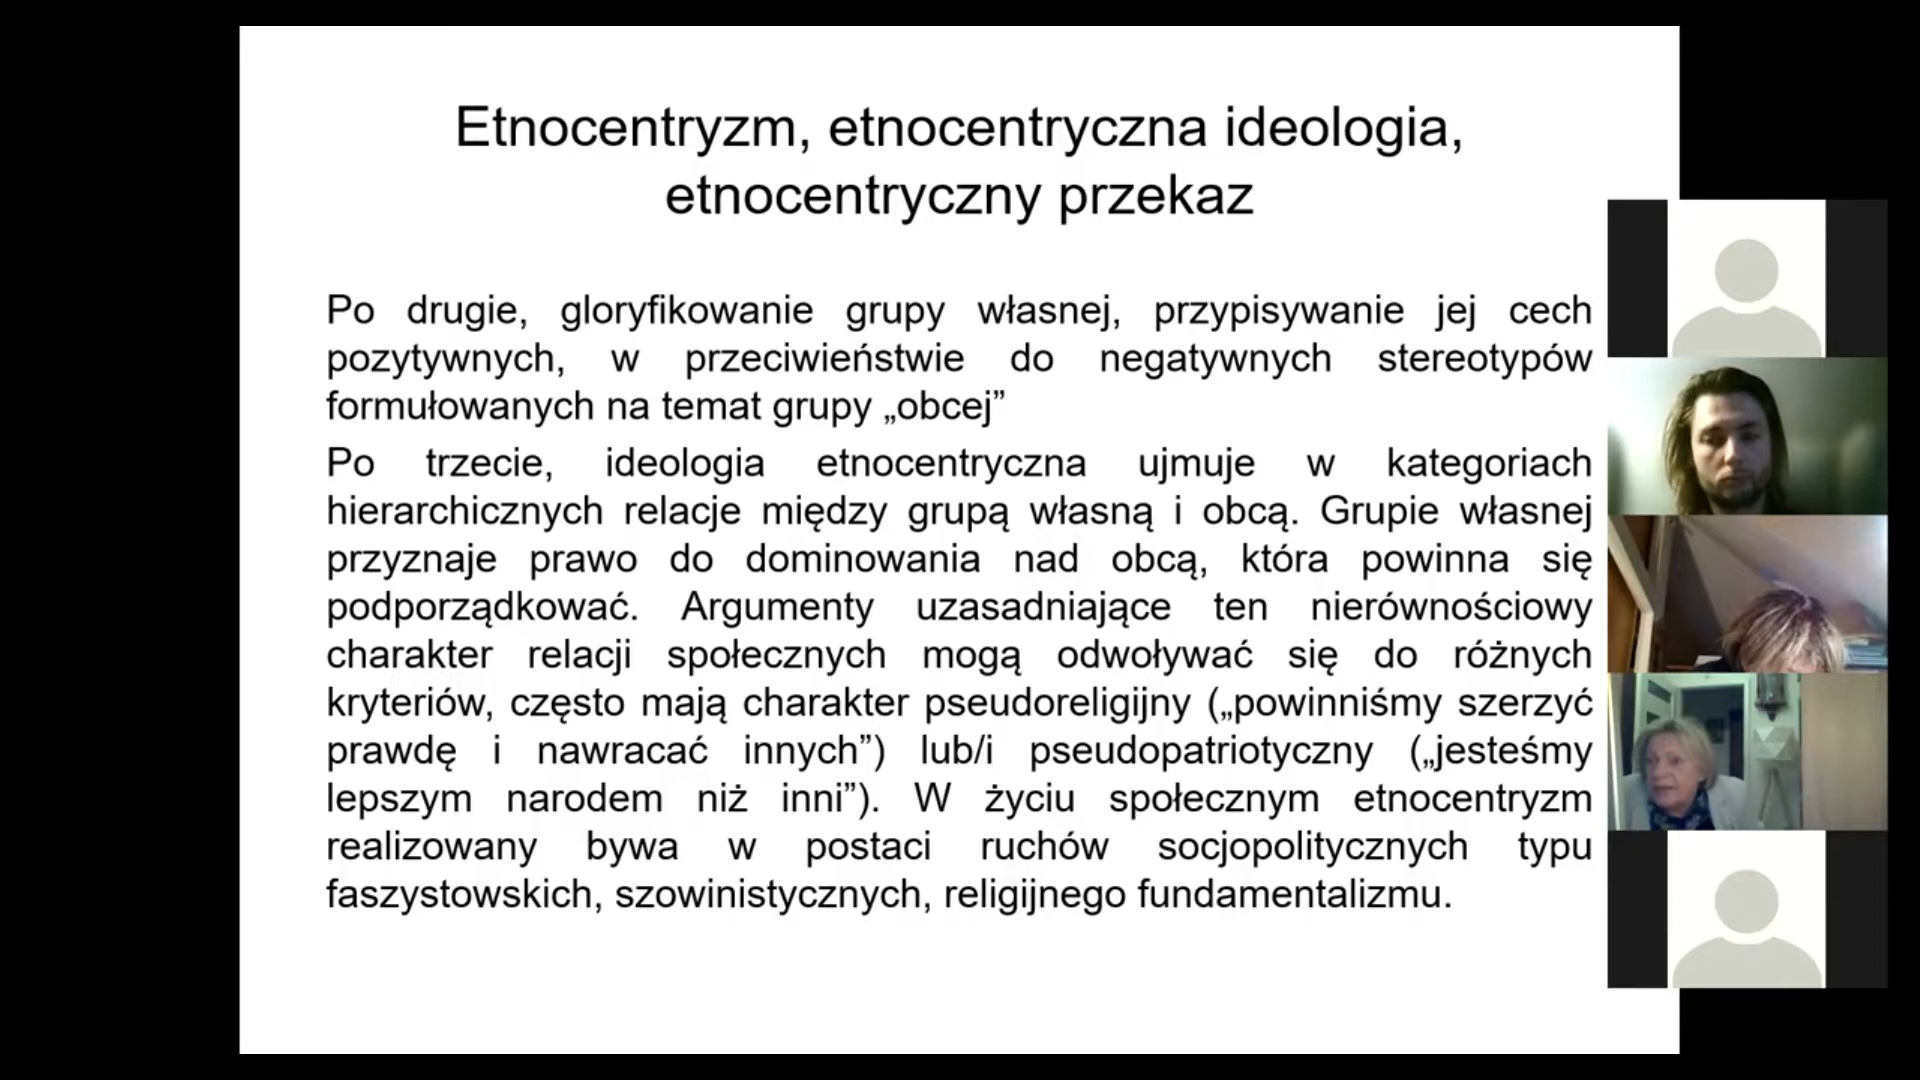 Etnocentryzm, etnocentryczna ideologia,
etnocentryczny przekaz
Po drugie, gloryfikowanie grupy własnej, przypisywanie jej cech
pozytywnych, w przeciwieństwie do negatywnych stereotypów
formułowanych na temat grupy „obcej”
Po trzecie, ideologia etnocentryczna ujmuje w kategoriach
hierarchicznych relacje między grupą własną i obcą. Grupie własnej
przyznaje prawo do dominowania nad obcą, która powinna się
podporządkować. Argumenty uzasadniające ten nierównościowy
charakter relacji społecznych mogą odwoływać się do różnych
kryteriów, często mają charakter pseudoreligijny („powinniśmy szerzyć
prawdę i nawracać innych”) lub/i pseudopatriotyczny („jesteśmy
lepszym narodem niż inni”). W życiu społecznym etnocentryzm
realizowany bywa w postaci ruchów socjopolitycznych typu
faszystowskich, szowinistycznych, religijnego fundamentalizmu.